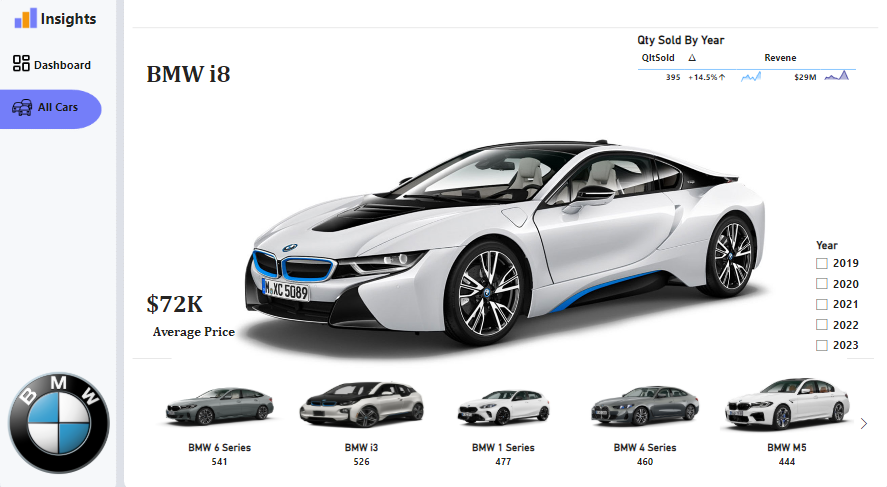 Insights
Dashboard
All Cars
BMW
BMW i8
Qty Sold By Year
QltSold Δ Revene
395 +14.5%↑ $29M
M·XC 5089
$72K
Average Price
Year
2019
2020
2021
2022
2023
BMW 6 Series
541
BMW i3
526
BMW 1 Series
477
BMW 4 Series
460
BMW M5
444